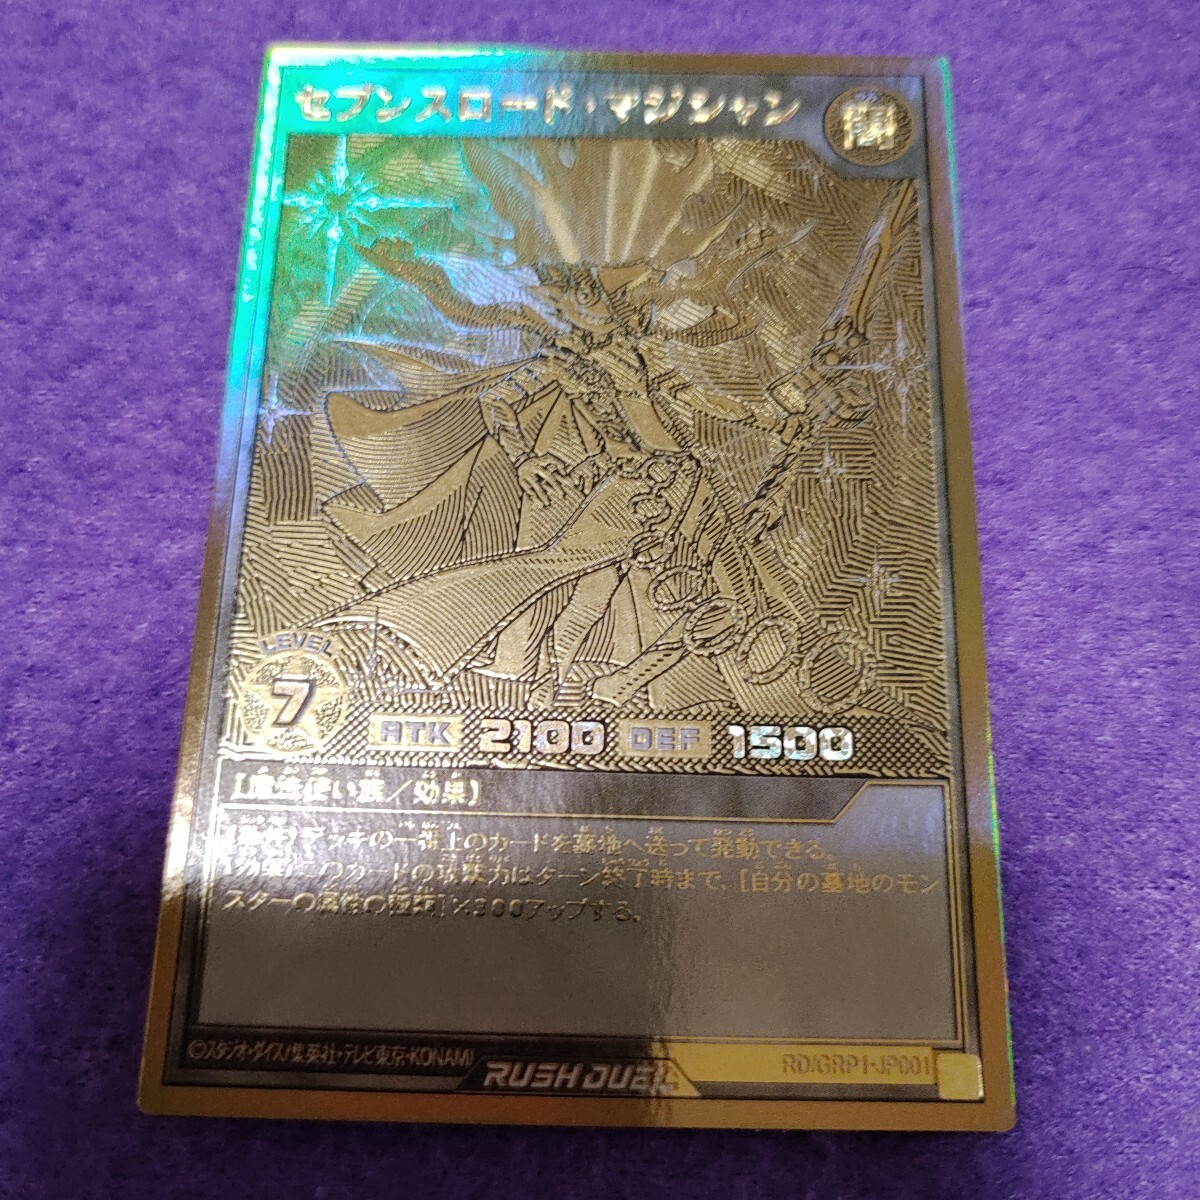 セブンスロード・マジシャン
闇
LEVEL
7
ATK 2100 DEF 1500
[魔法使い族／効果]
【条件】デッキの一番上のカードを墓地へ送って発動できる。
【効果】このカードの攻撃力はターン終了時まで、[自分の墓地のモン
スターの属性の種類]×300アップする。
©スタジオ・ダイス/集英社・テレビ東京・KONAMI
RUSH DUEL
RD/GRP1-JP001